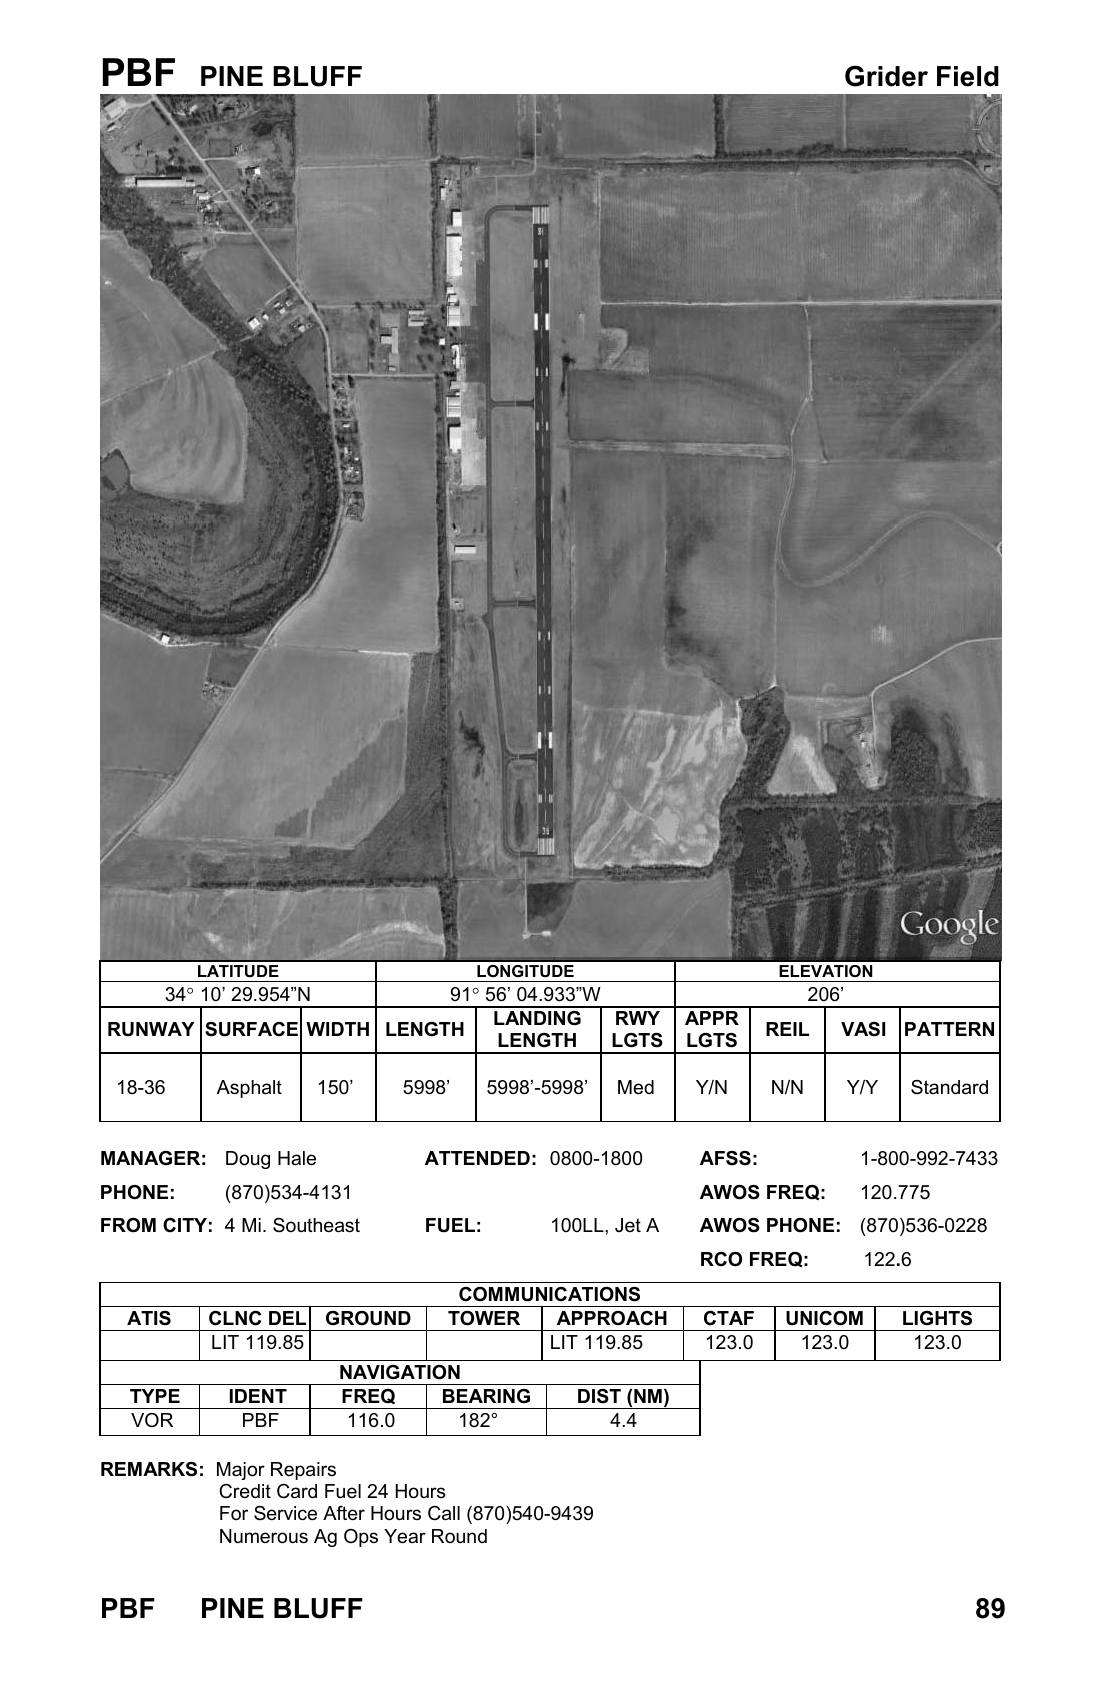 PBF PINE BLUFF Grider Field
18
36
Google
LATITUDE LONGITUDE ELEVATION
34° 10’ 29.954”N 91° 56’ 04.933”W 206’
RUNWAY SURFACE WIDTH LENGTH LANDING LENGTH RWY LGTS APPR LGTS REIL VASI PATTERN
18-36 Asphalt 150’ 5998’ 5998’-5998’ Med Y/N N/N Y/Y Standard
MANAGER: Doug Hale ATTENDED: 0800-1800 AFSS: 1-800-992-7433
PHONE: (870)534-4131 AWOS FREQ: 120.775
FROM CITY: 4 Mi. Southeast FUEL: 100LL, Jet A AWOS PHONE: (870)536-0228
RCO FREQ: 122.6
COMMUNICATIONS
ATIS CLNC DEL GROUND TOWER APPROACH CTAF UNICOM LIGHTS
LIT 119.85 LIT 119.85 123.0 123.0 123.0
NAVIGATION
TYPE IDENT FREQ BEARING DIST (NM)
VOR PBF 116.0 182° 4.4
REMARKS: Major Repairs
Credit Card Fuel 24 Hours
For Service After Hours Call (870)540-9439
Numerous Ag Ops Year Round
PBF PINE BLUFF 89